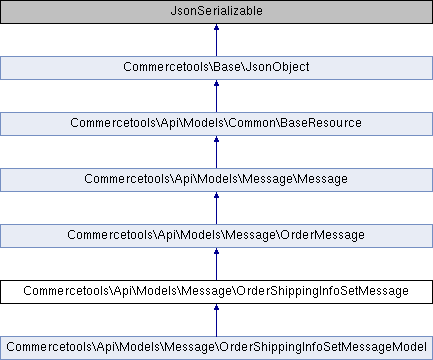 JsonSerializable
Commercetools\Base\JsonObject
Commercetools\Api\Models\Common\BaseResource
Commercetools\Api\Models\Message\Message
Commercetools\Api\Models\Message\OrderMessage
Commercetools\Api\Models\Message\OrderShippingInfoSetMessage
Commercetools\Api\Models\Message\OrderShippingInfoSetMessageModel